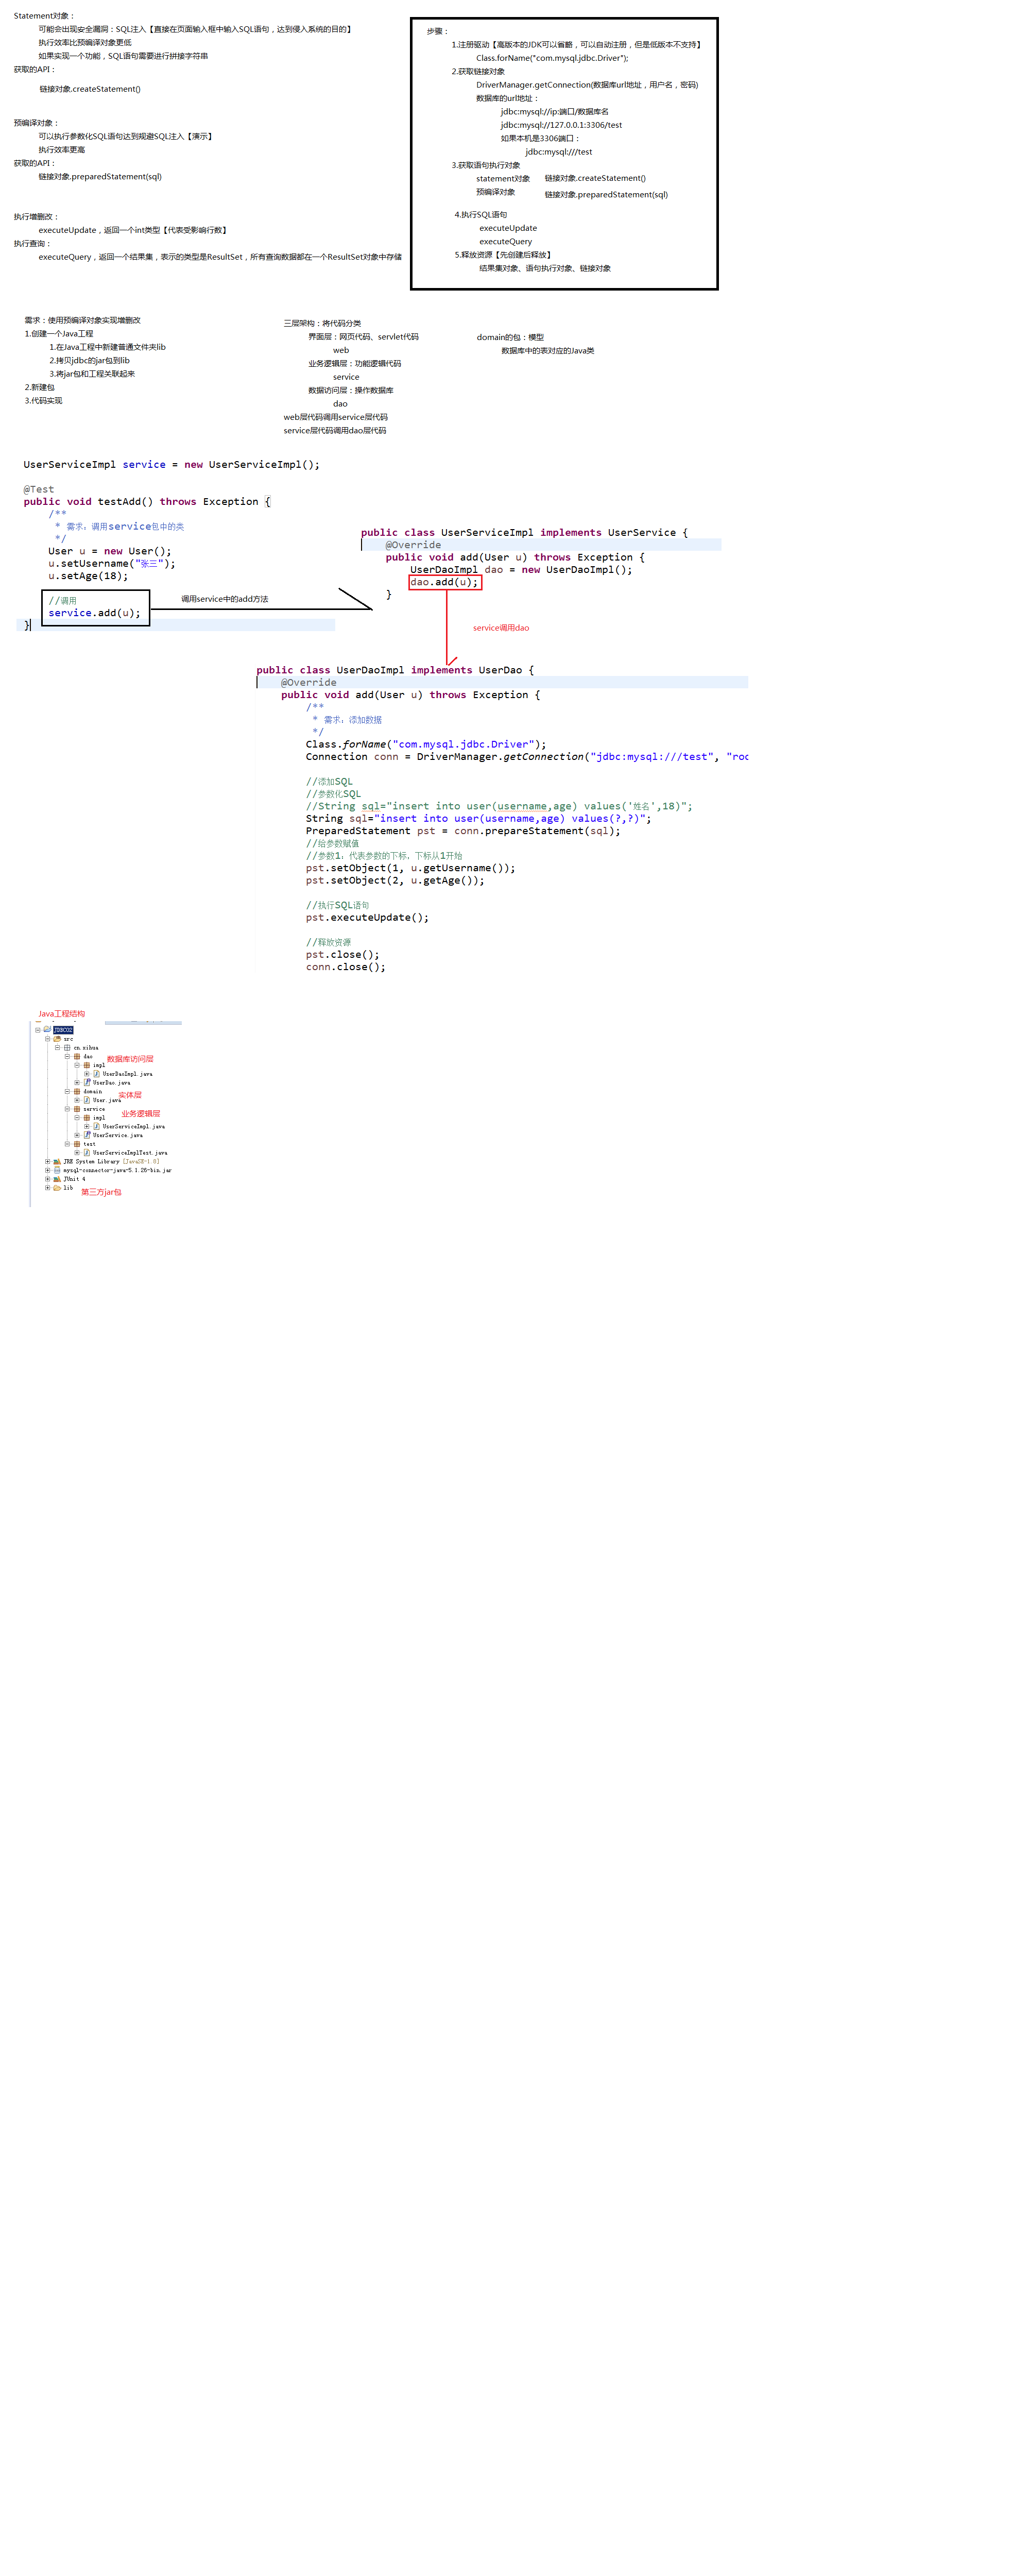 Statement对象：
可能会出现安全漏洞：SQL注入【直接在页面输入框中输入SQL语句，达到侵入系统的目的】
执行效率比预编译对象更低
如果实现一个功能，SQL语句需要进行拼接字符串
获取的API：
链接对象.createStatement()
预编译对象：
可以执行参数化SQL语句达到规避SQL注入【演示】
执行效率更高
获取的API：
链接对象.preparedStatement(sql)
执行增删改：
executeUpdate，返回一个int类型【代表受影响行数】
执行查询：
executeQuery，返回一个结果集，表示的类型是ResultSet，所有查询数据都在一个ResultSet对象中存储
步骤：
1.注册驱动【高版本的JDK可以省略，可以自动注册，但是低版本不支持】
Class.forName("com.mysql.jdbc.Driver");
2.获取链接对象
DriverManager.getConnection(数据库url地址，用户名，密码)
数据库的url地址：
jdbc:mysql://ip:端口/数据库名
jdbc:mysql://127.0.0.1:3306/test
如果本机是3306端口：
jdbc:mysql:///test
3.获取语句执行对象
statement对象 链接对象.createStatement()
预编译对象 链接对象.preparedStatement(sql)
4.执行SQL语句
executeUpdate
executeQuery
5.释放资源【先创建后释放】
结果集对象、语句执行对象、链接对象
需求：使用预编译对象实现增删改
1.创建一个Java工程
1.在Java工程中新建普通文件夹lib
2.拷贝jdbc的jar包到lib
3.将jar包和工程关联起来
2.新建包
3.代码实现
三层架构：将代码分类
界面层：网页代码、servlet代码
web
业务逻辑层：功能逻辑代码
service
数据访问层：操作数据库
dao
web层代码调用service层代码
service层代码调用dao层代码
domain的包：模型
数据库中的表对应的Java类
UserServiceImpl service = new UserServiceImpl();
@Test
public void testAdd() throws Exception {
/**
* 需求：调用service包中的类
*/
User u = new User();
u.setUsername("张三");
u.setAge(18);
//调用
service.add(u);
}
调用service中的add方法
public class UserServiceImpl implements UserService {
@Override
public void add(User u) throws Exception {
UserDaoImpl dao = new UserDaoImpl();
dao.add(u);
}
service调用dao
public class UserDaoImpl implements UserDao {
@Override
public void add(User u) throws Exception {
/**
* 需求：添加数据
*/
Class.forName("com.mysql.jdbc.Driver");
Connection conn = DriverManager.getConnection("jdbc:mysql:///test", "roo
//添加SQL
//参数化SQL
//String sql="insert into user(username,age) values('姓名',18)";
String sql="insert into user(username,age) values(?,?)";
PreparedStatement pst = conn.prepareStatement(sql);
//给参数赋值
//参数1：代表参数的下标，下标从1开始
pst.setObject(1, u.getUsername());
pst.setObject(2, u.getAge());
//执行SQL语句
pst.executeUpdate();
//释放资源
pst.close();
conn.close();
Java工程结构
JDBC02
src
cn.xihua
dao 数据库访问层
impl
UserDaoImpl.java
UserDao.java
domain 实体层
User.java
service 业务逻辑层
impl
UserServiceImpl.java
UserService.java
test
UserServiceImplTest.java
JRE System Library [JavaSE-1.8]
mysql-connector-java-5.1.26-bin.jar
JUnit 4
lib 第三方jar包